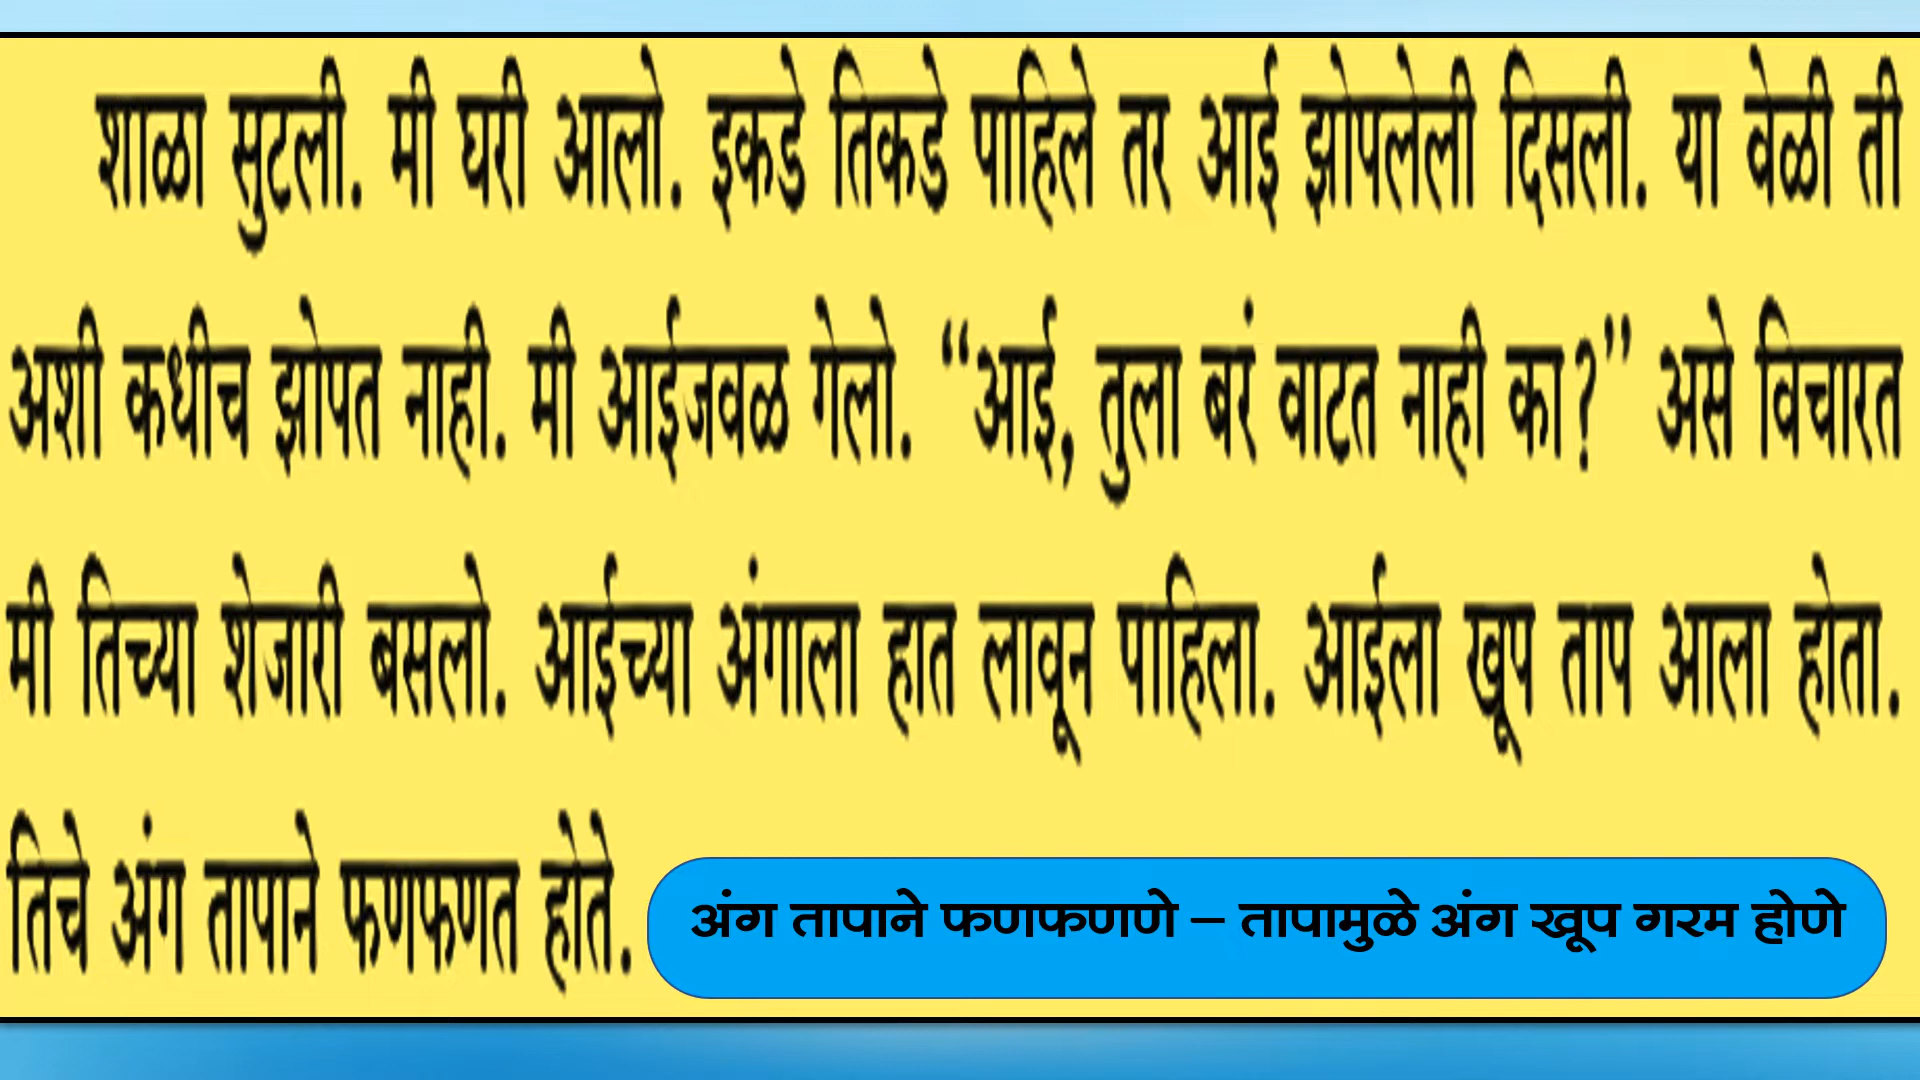 शाळा सुटली. मी घरी आलो. इकडे तिकडे पाहिले तर आई झोपलेली दिसली. या वेळी ती
अशी कधीच झोपत नाही. मी आईजवळ गेलो. “आई, तुला बरं वाटत नाही का?” असे विचारत
मी तिच्या शेजारी बसलो. आईच्या अंगाला हात लावून पाहिला. आईला खूप ताप आला होता.
तिचे अंग तापाने फणफणत होते.
अंग तापाने फणफणणे – तापामुळे अंग खूप गरम होणे